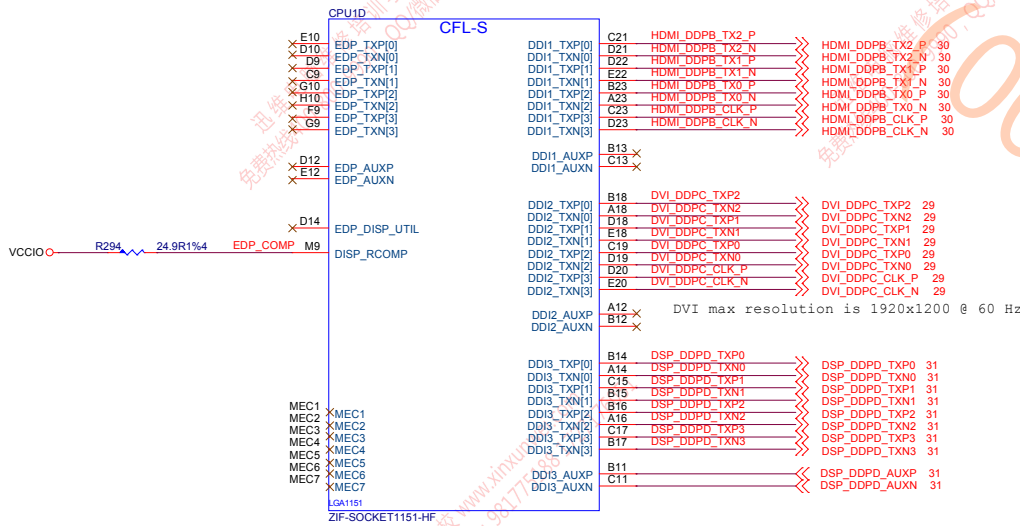 CPU1D
CFL-S
E10 EDP_TXP[0] DDI1_TXP[0] C21 HDMI_DDPB_TX2_P HDMI_DDPB_TX2_P 30
D10 EDP_TXN[0] DDI1_TXN[0] D21 HDMI_DDPB_TX2_N HDMI_DDPB_TX2_N 30
D9 EDP_TXP[1] DDI1_TXP[1] D22 HDMI_DDPB_TX1_P HDMI_DDPB_TX1_P 30
C9 EDP_TXN[1] DDI1_TXN[1] E22 HDMI_DDPB_TX1_N HDMI_DDPB_TX1_N 30
G10 EDP_TXP[2] DDI1_TXP[2] B23 HDMI_DDPB_TX0_P HDMI_DDPB_TX0_P 30
H10 EDP_TXN[2] DDI1_TXN[2] A23 HDMI_DDPB_TX0_N HDMI_DDPB_TX0_N 30
F9 EDP_TXP[3] DDI1_TXP[3] C23 HDMI_DDPB_CLK_P HDMI_DDPB_CLK_P 30
G9 EDP_TXN[3] DDI1_TXN[3] D23 HDMI_DDPB_CLK_N HDMI_DDPB_CLK_N 30
D12 EDP_AUXP DDI1_AUXP B13
E12 EDP_AUXN DDI1_AUXN C13
DDI2_TXP[0] B18 DVI_DDPC_TXP2 DVI_DDPC_TXP2 29
DDI2_TXN[0] A18 DVI_DDPC_TXN2 DVI_DDPC_TXN2 29
D14 EDP_DISP_UTIL DDI2_TXP[1] D18 DVI_DDPC_TXP1 DVI_DDPC_TXP1 29
DDI2_TXN[1] E18 DVI_DDPC_TXN1 DVI_DDPC_TXN1 29
VCCIO R294 24.9R1%4 EDP_COMP M9 DISP_RCOMP DDI2_TXP[2] C19 DVI_DDPC_TXP0 DVI_DDPC_TXP0 29
DDI2_TXN[2] D19 DVI_DDPC_TXN0 DVI_DDPC_TXN0 29
DDI2_TXP[3] D20 DVI_DDPC_CLK_P DVI_DDPC_CLK_P 29
DDI2_TXN[3] E20 DVI_DDPC_CLK_N DVI_DDPC_CLK_N 29
DDI2_AUXP A12 DVI max resolution is 1920x1200 @ 60 Hz
DDI2_AUXN B12
DDI3_TXP[0] B14 DSP_DDPD_TXP0 DSP_DDPD_TXP0 31
DDI3_TXN[0] A14 DSP_DDPD_TXN0 DSP_DDPD_TXN0 31
DDI3_TXP[1] C15 DSP_DDPD_TXP1 DSP_DDPD_TXP1 31
DDI3_TXN[1] B15 DSP_DDPD_TXN1 DSP_DDPD_TXN1 31
MEC1 MEC1 DDI3_TXP[2] B16 DSP_DDPD_TXP2 DSP_DDPD_TXP2 31
MEC2 MEC2 DDI3_TXN[2] A16 DSP_DDPD_TXN2 DSP_DDPD_TXN2 31
MEC3 MEC3 DDI3_TXP[3] C17 DSP_DDPD_TXP3 DSP_DDPD_TXP3 31
MEC4 MEC4 DDI3_TXN[3] B17 DSP_DDPD_TXN3 DSP_DDPD_TXN3 31
MEC5 MEC5
MEC6 MEC6 DDI3_AUXP B11 DSP_DDPD_AUXP 31
MEC7 MEC7 DDI3_AUXN C11 DSP_DDPD_AUXN 31
LGA1151
ZIF-SOCKET1151-HF